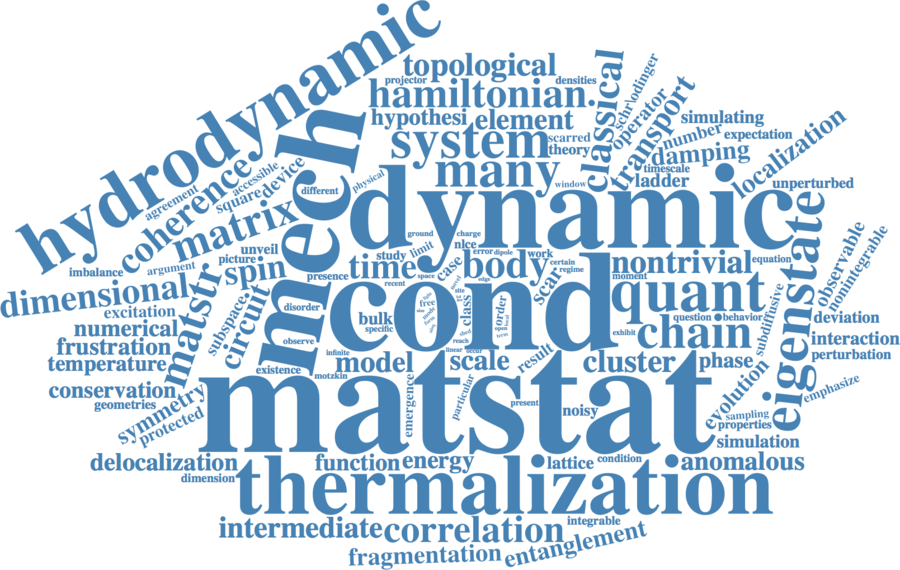 hydrodynamic
topological
projector
densities
hamiltonian
hypothesi
element
system
scarred
theory
many
window
classical
schr\odinger
operator
transport
number
simulating
expectation
damping
timescale
ladder
localization
unperturbed
agreement
coherence
accessible
square
device
matrix
different
physical
mech
dynamic
unveil
picture
argument
imbalance
spin
presence
ground
charge
study
limit
nlce
error
dipole
work
time
recent
space
case
body
certain
regime
scar
nontrivial
equation
moment
eigenstate
observable
nonintegrable
dimensional
excitation
numerical
frustration
temperature
matstr
subspace
circuit
disorder
observe
existence
bulk
specific
cond
free
class
order
quant
question
behavior
exhibit
chain
subdiffusive
deviation
interaction
perturbation
emphasize
conservation
geometries
symmetry
protected
infinite
motzkin
model
linear
occur
reach
scale
result
cluster
phase
evolution
sampling
properties
simulation
matstat
emergence
particular
present
noisy
delocalization
dimension
function
energy
lattice
condition
anomalous
thermalization
intermediate
correlation
integrable
fragmentation
entanglement